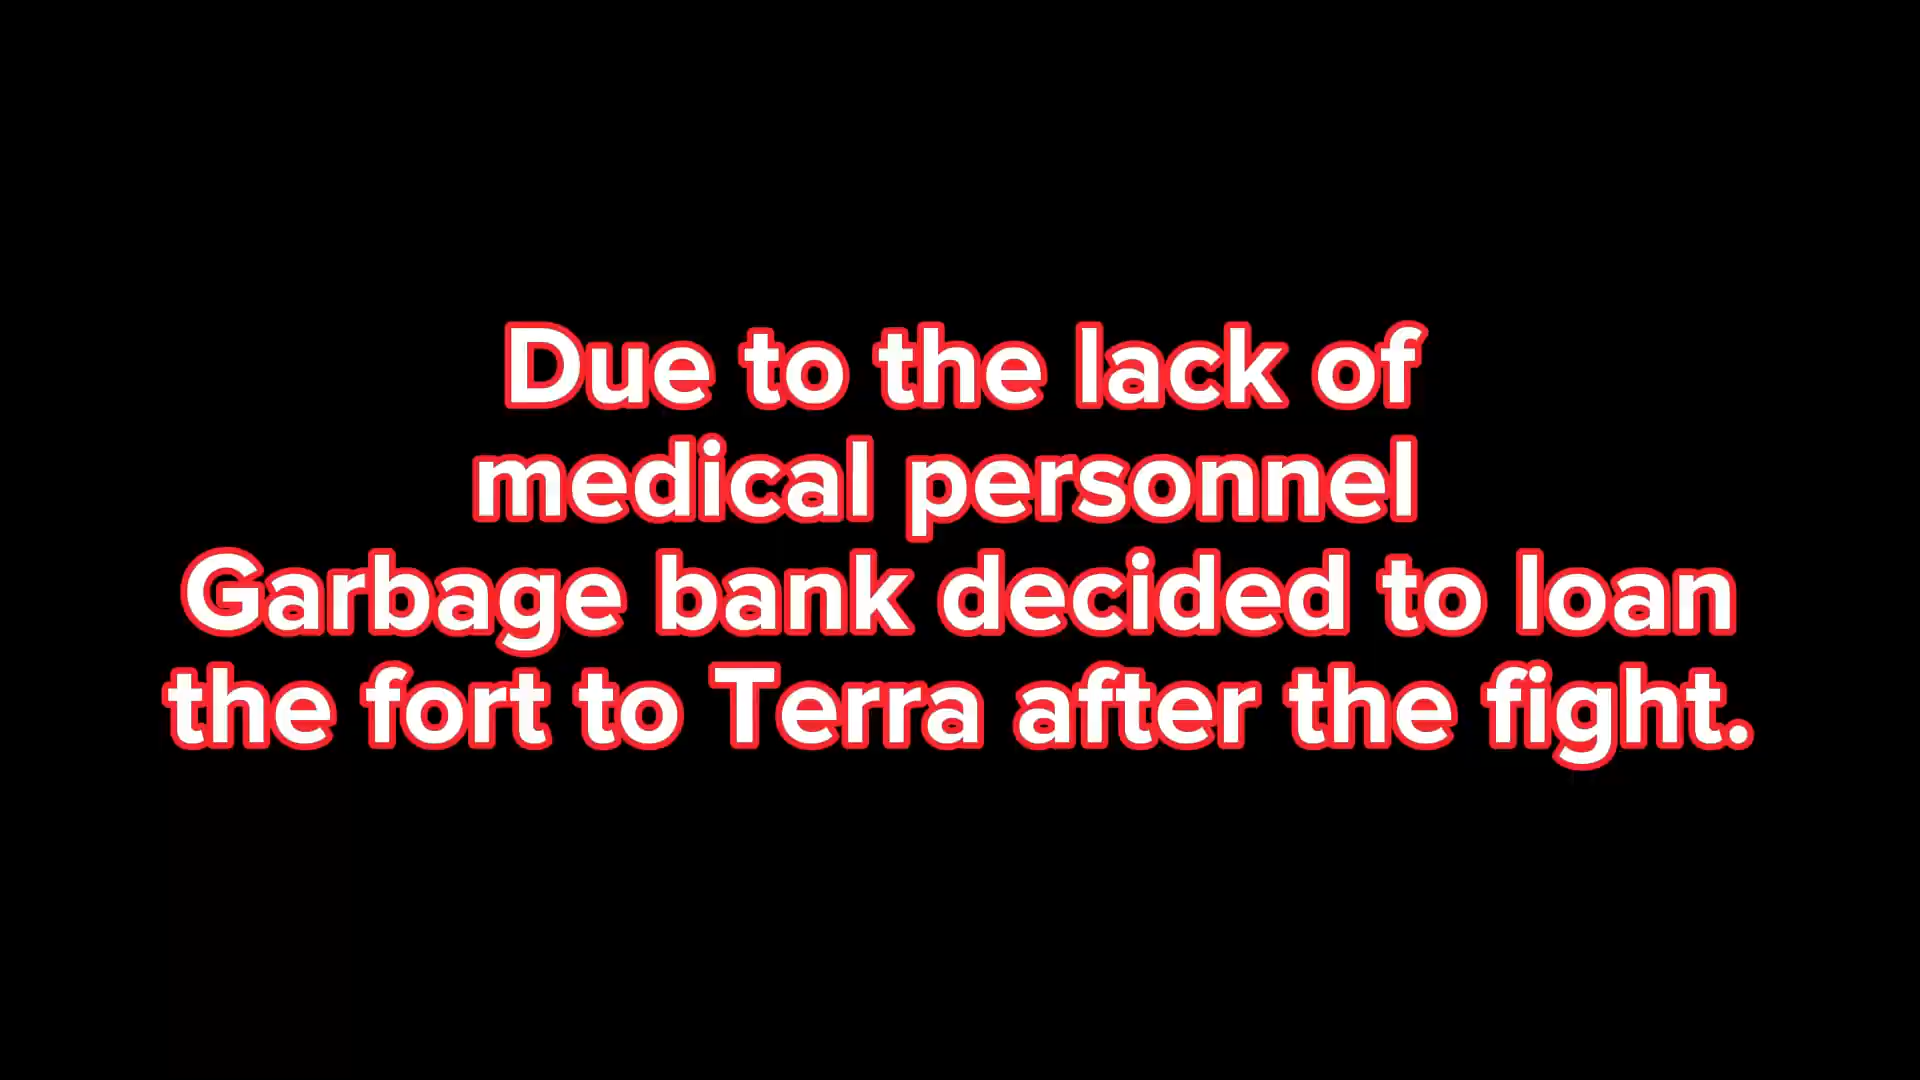 Due to the lack of
medical personnel
Garbage bank decided to loan
the fort to Terra after the fight.